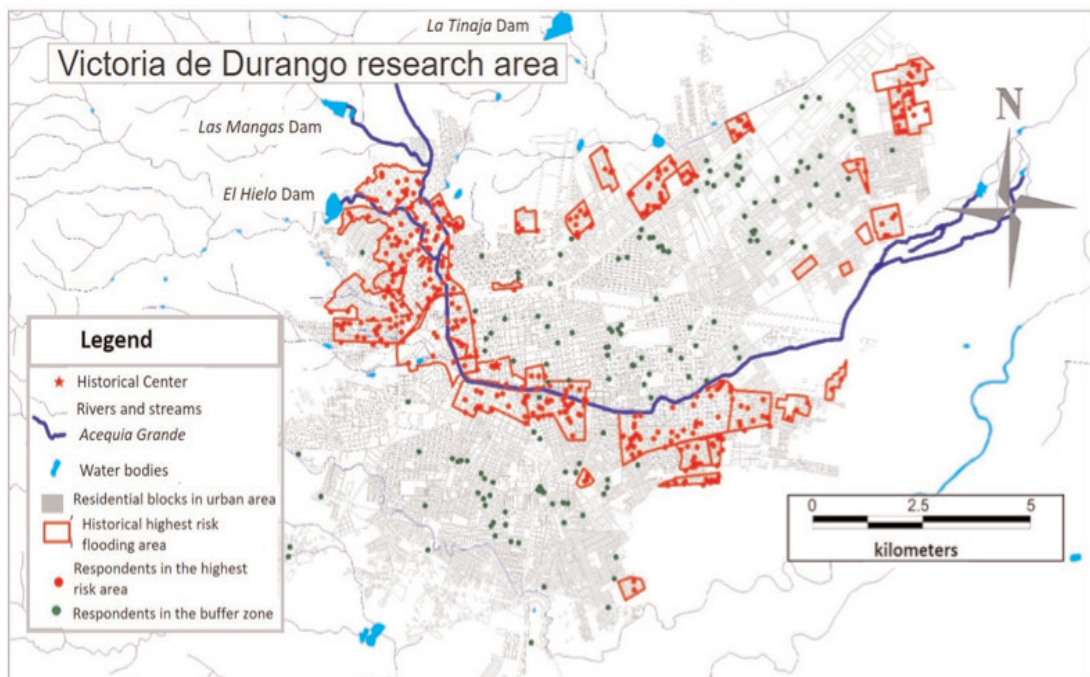 La Tinaja Dam
Victoria de Durango research area
Las Mangas Dam
El Hielo Dam
N
Legend
Historical Center
Rivers and streams
Acequia Grande
Water bodies
Residential blocks in urban area
Historical highest risk
flooding area
Respondents in the highest
risk area
Respondents in the buffer zone
0 2.5 5
kilometers